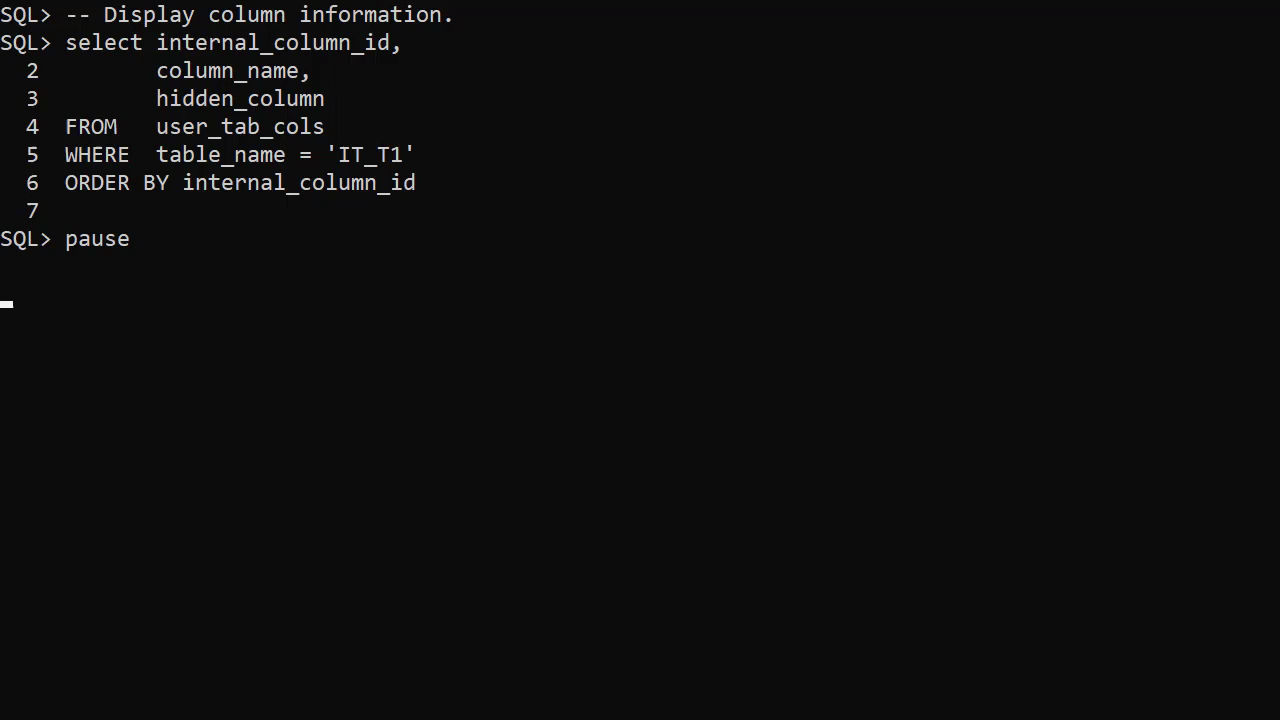 SQL> -- Display column information.
SQL> select internal_column_id,
  2         column_name,
  3         hidden_column
  4  FROM   user_tab_cols
  5  WHERE  table_name = 'IT_T1'
  6  ORDER BY internal_column_id
  7
SQL> pause